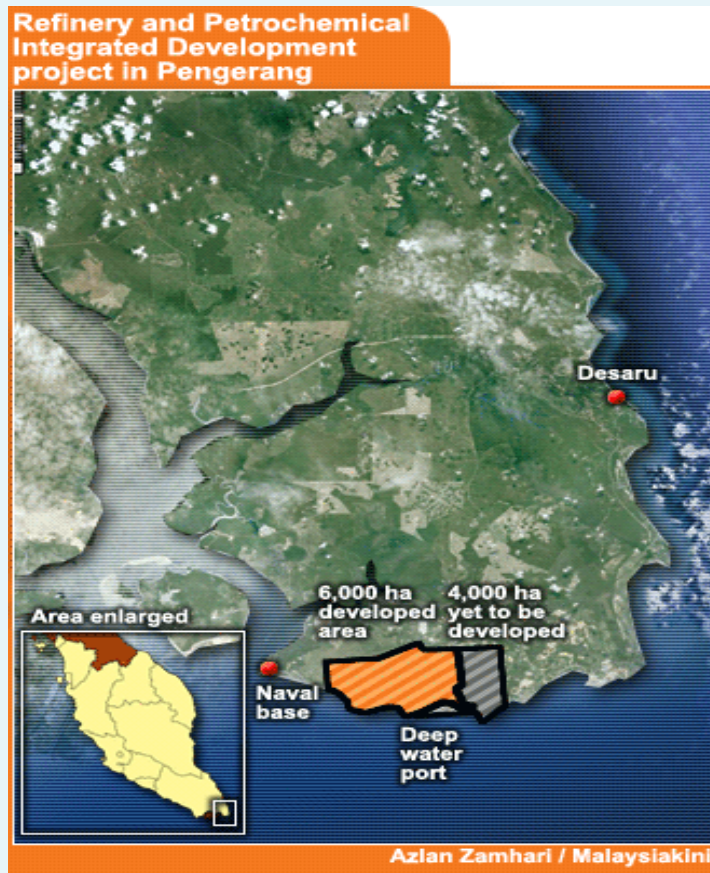 Refinery and Petrochemical
Integrated Development
project in Pengerang
Desaru
6,000 ha
developed
area
4,000 ha
yet to be
developed
Area enlarged
Naval
base
Deep
water
port
Azlan Zamhari / Malaysiakini